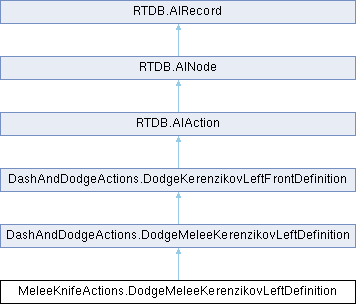 RTDB.AIRecord
RTDB.AINode
RTDB.AIAction
DashAndDodgeActions.DodgeKerenzikovLeftFrontDefinition
DashAndDodgeActions.DodgeMeleeKerenzikovLeftDefinition
MeleeKnifeActions.DodgeMeleeKerenzikovLeftDefinition